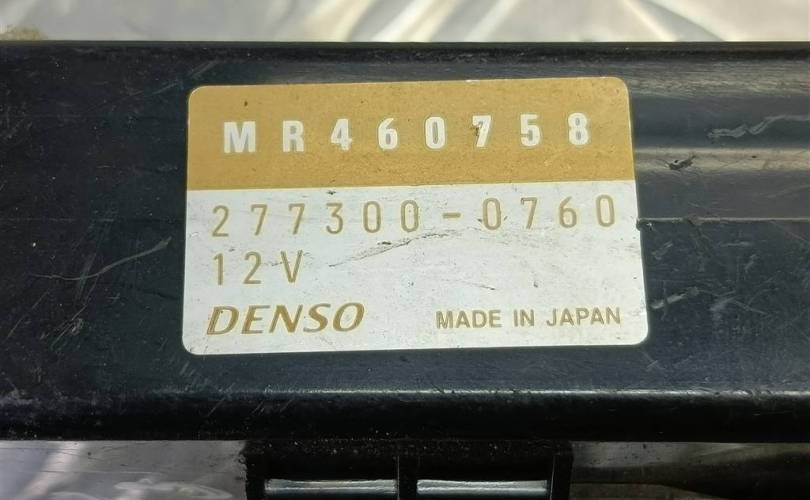 MR460758
277300-0760
12V
DENSO MADE IN JAPAN